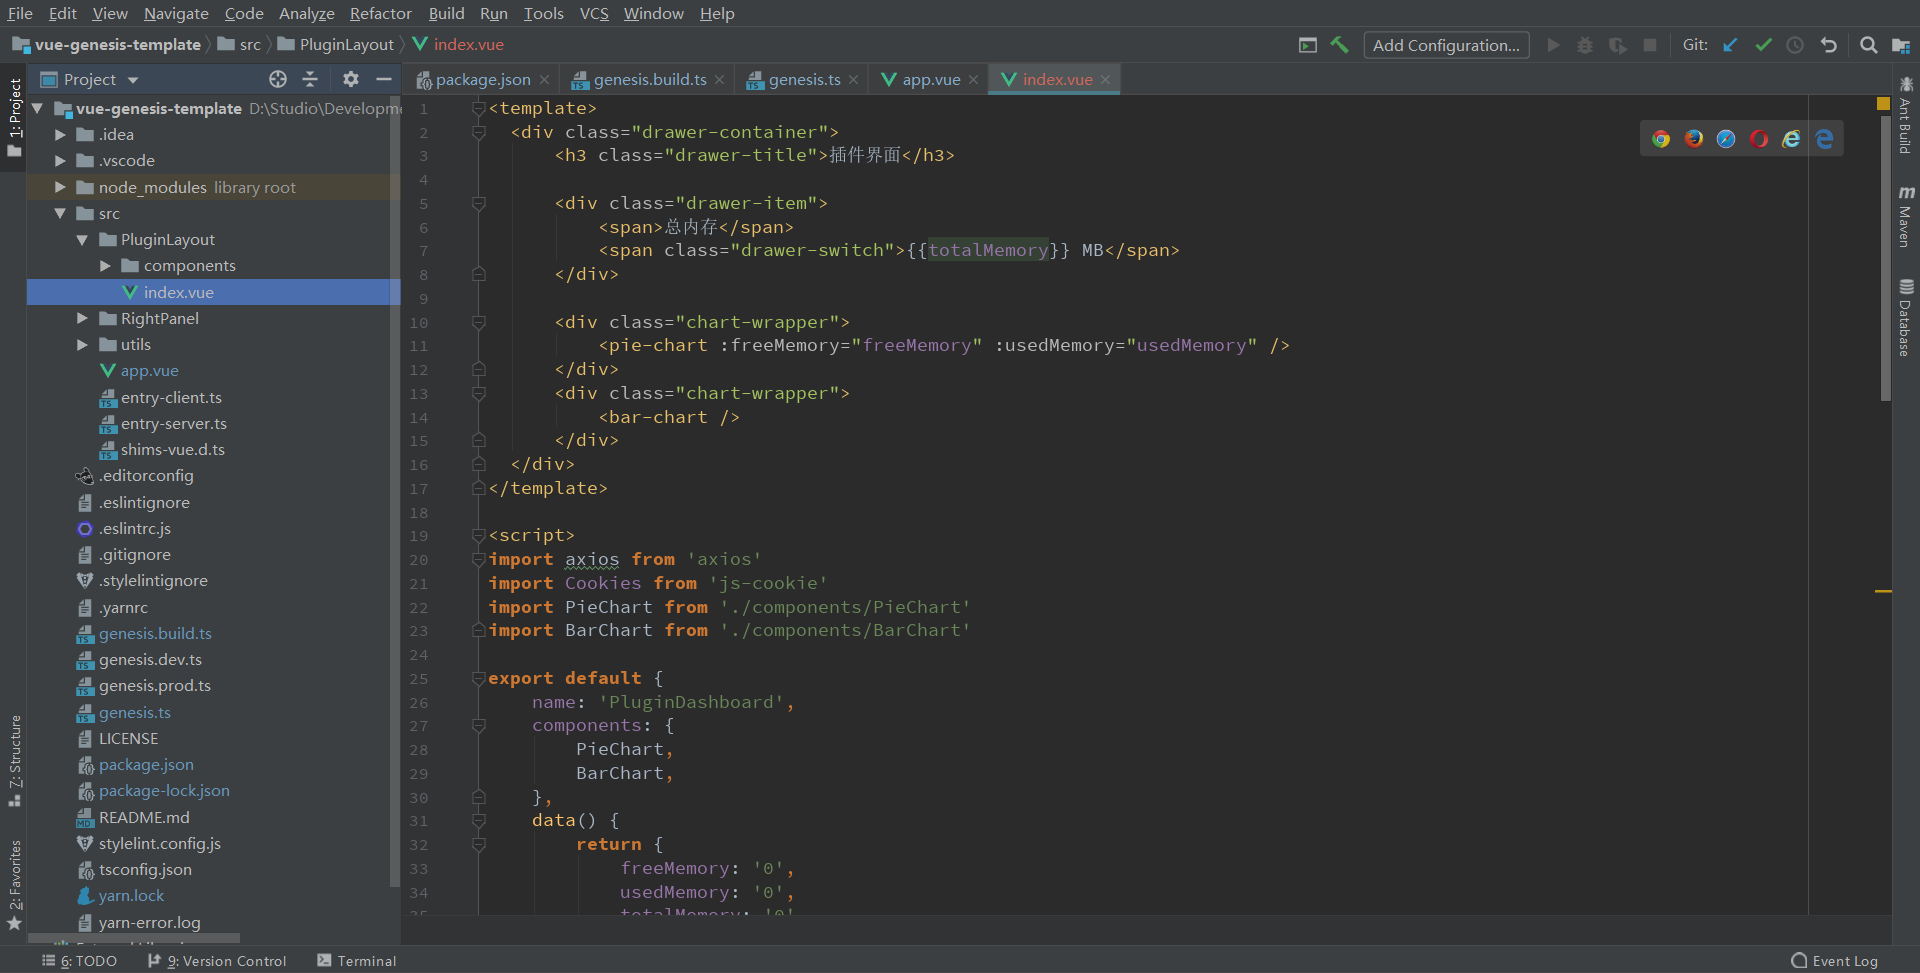 File Edit View Navigate Code Analyze Refactor Build Run Tools VCS Window Help
vue-genesis-template src PluginLayout index.vue
Add Configuration... Git:
Project
package.json genesis.build.ts genesis.ts app.vue index.vue
1: Project
7: Structure
2: Favorites
vue-genesis-template D:\Studio\Developme
.idea
.vscode
node_modules library root
src
PluginLayout
components
index.vue
RightPanel
utils
app.vue
entry-client.ts
entry-server.ts
shims-vue.d.ts
.editorconfig
.eslintignore
.eslintrc.js
.gitignore
.stylelintignore
.yarnrc
genesis.build.ts
genesis.dev.ts
genesis.prod.ts
genesis.ts
LICENSE
package.json
package-lock.json
README.md
stylelint.config.js
tsconfig.json
yarn.lock
yarn-error.log
1 <template>
2 <div class="drawer-container">
3 <h3 class="drawer-title">插件界面</h3>
4
5 <div class="drawer-item">
6 <span>总内存</span>
7 <span class="drawer-switch">{{totalMemory}} MB</span>
8 </div>
9
10 <div class="chart-wrapper">
11 <pie-chart :freeMemory="freeMemory" :usedMemory="usedMemory" />
12 </div>
13 <div class="chart-wrapper">
14 <bar-chart />
15 </div>
16 </div>
17 </template>
18
19 <script>
20 import axios from 'axios'
21 import Cookies from 'js-cookie'
22 import PieChart from './components/PieChart'
23 import BarChart from './components/BarChart'
24
25 export default {
26 name: 'PluginDashboard',
27 components: {
28 PieChart,
29 BarChart,
30 },
31 data() {
32 return {
33 freeMemory: '0',
34 usedMemory: '0',
35 totalMemory: '0'
Ant Build
Maven
Database
6: TODO 9: Version Control Terminal Event Log